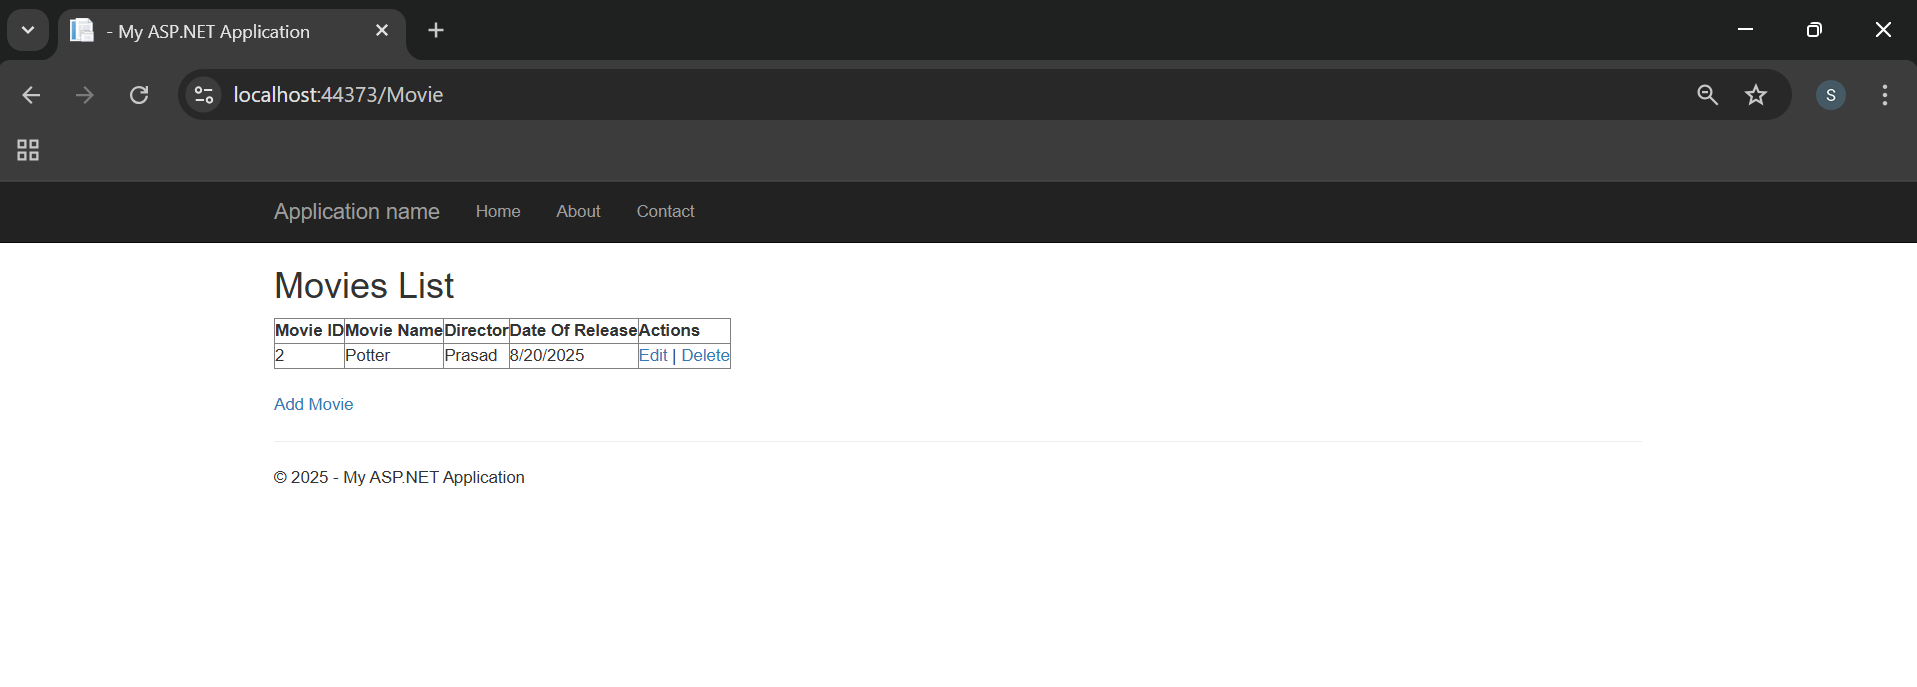 - My ASP.NET Application
localhost:44373/Movie
S
Application name Home About Contact
Movies List
Movie ID Movie Name Director Date Of Release Actions
2 Potter Prasad 8/20/2025 Edit | Delete
Add Movie
© 2025 - My ASP.NET Application